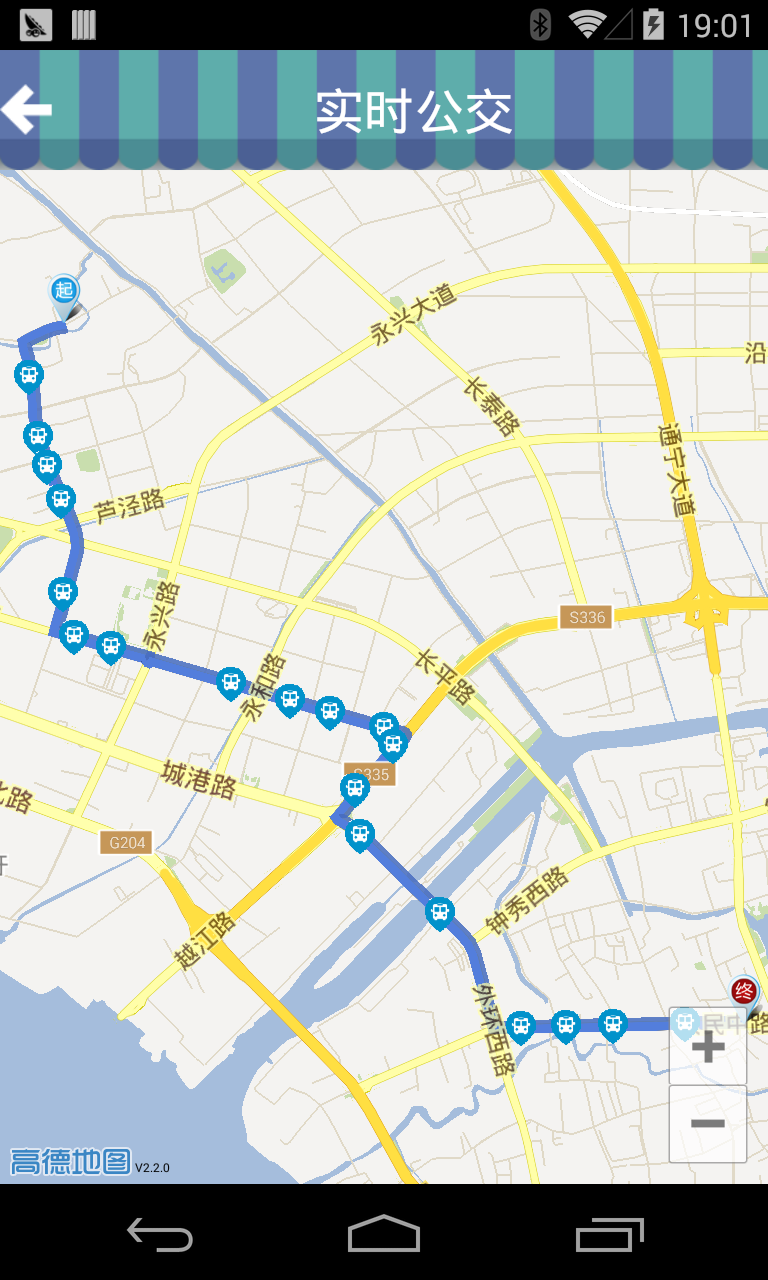 19:01
实时公交
起
永兴大道
沿
长泰路
通宁大道
芦泾路
永兴路
S336
长平路
永和路
城港路
S335
北路
G204
钟秀西路
越江路
外环西路
终
民中路
+
−
高德地图 V2.2.0